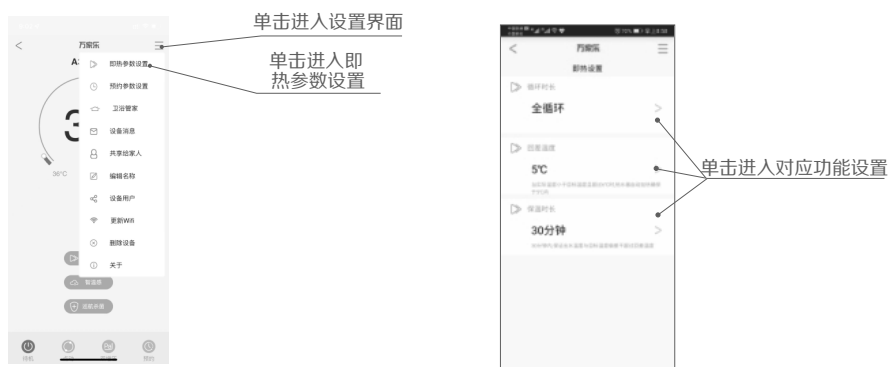 单击进入设置界面
单击进入即
热参数设置
万家乐
即热参数设置
预约参数设置
卫浴管家
设备消息
共享给家人
编辑名称
设备用户
更新Wifi
删除设备
关于
36°C
万家乐
即热设置
循环时长
全循环
回差温度
5℃
保温时长
30分钟
单击进入对应功能设置